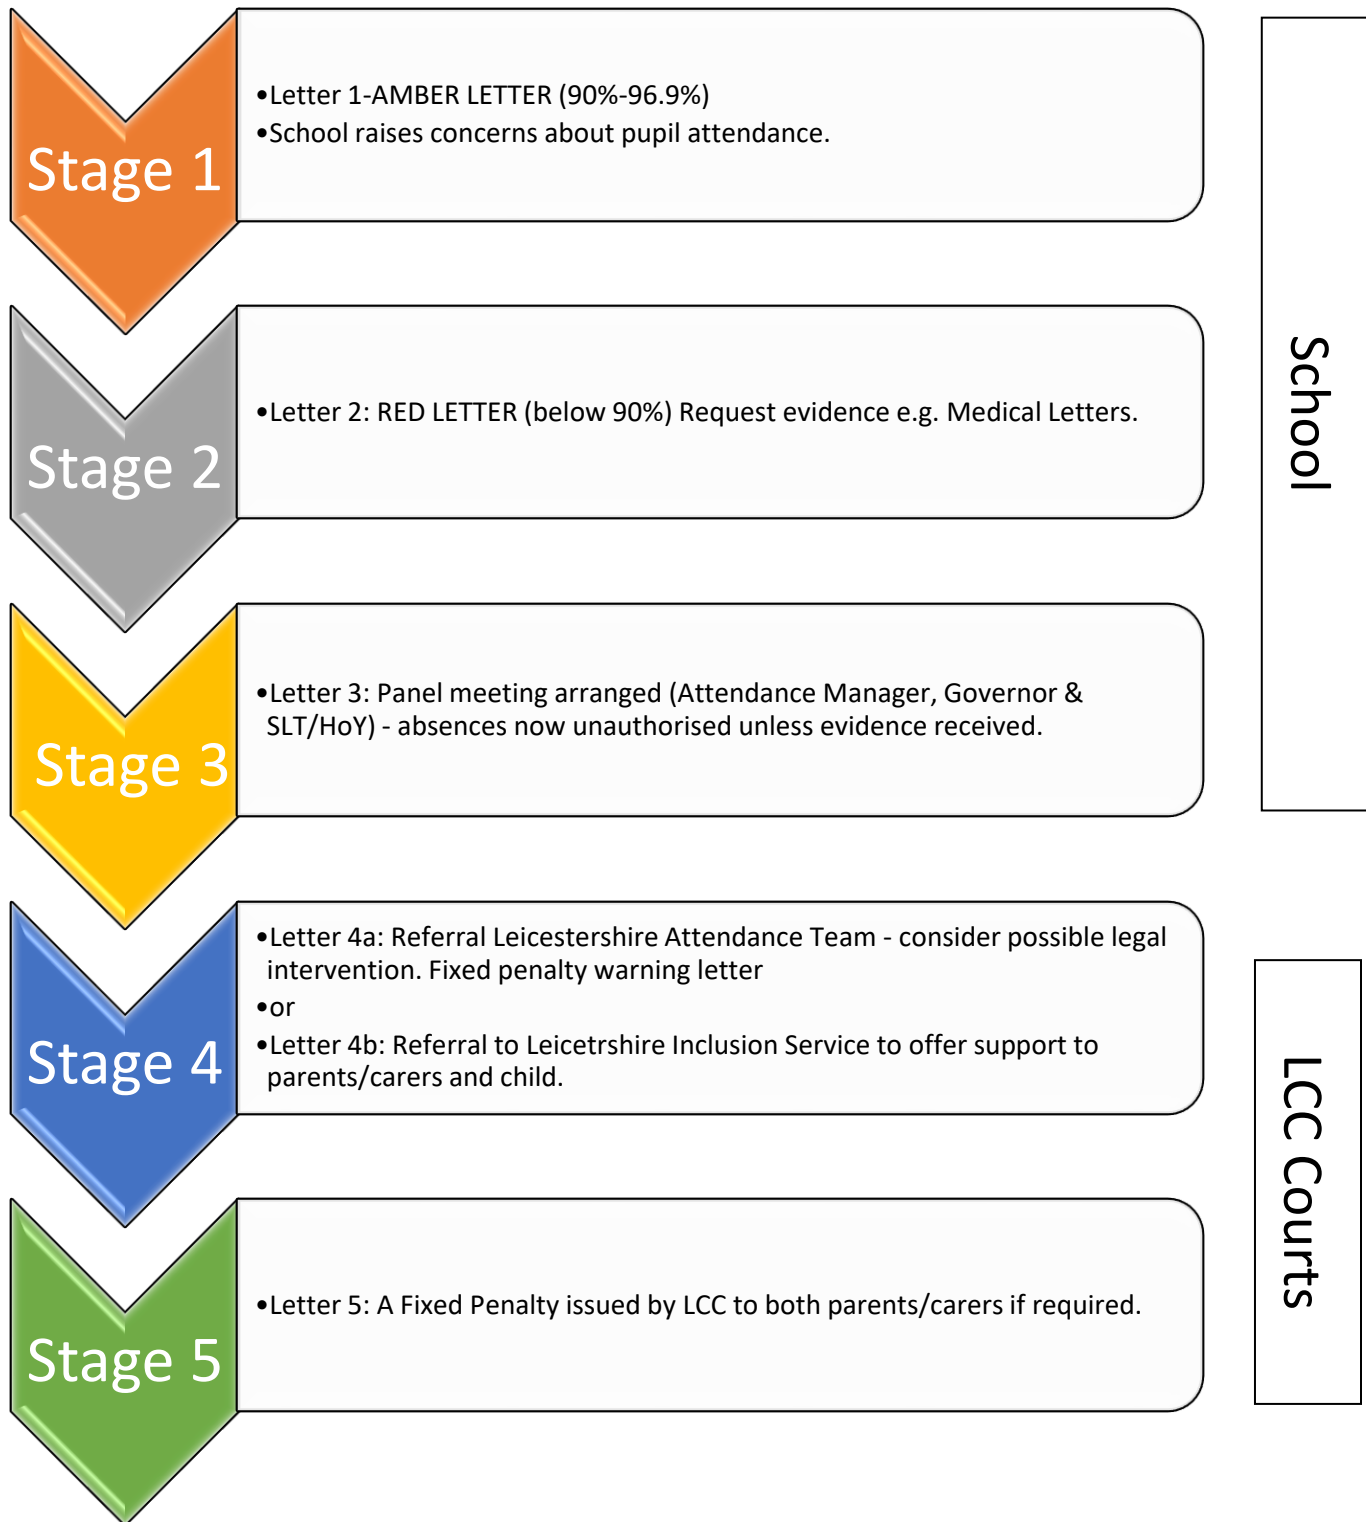 Stage 1
•Letter 1-AMBER LETTER (90%-96.9%)
•School raises concerns about pupil attendance.
Stage 2
•Letter 2: RED LETTER (below 90%) Request evidence e.g. Medical Letters.
Stage 3
•Letter 3: Panel meeting arranged (Attendance Manager, Governor &
SLT/HoY) - absences now unauthorised unless evidence received.
School
Stage 4
•Letter 4a: Referral Leicestershire Attendance Team - consider possible legal
intervention. Fixed penalty warning letter
•or
•Letter 4b: Referral to Leicetrshire Inclusion Service to offer support to
parents/carers and child.
Stage 5
•Letter 5: A Fixed Penalty issued by LCC to both parents/carers if required.
LCC Courts